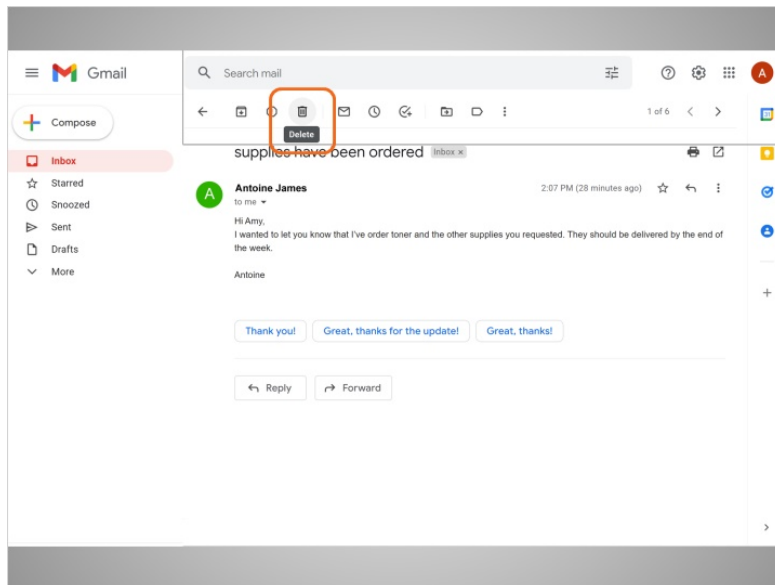 Gmail
Search mail
Compose
1 of 6
Delete
supplies have been ordered Inbox ×
Inbox
Starred
Snoozed
Sent
Drafts
More
Antoine James
2:07 PM (28 minutes ago)
to me
Hi Amy,
I wanted to let you know that I've order toner and the other supplies you requested. They should be delivered by the end of
the week.
Antoine
Thank you!
Great, thanks for the update!
Great, thanks!
Reply
Forward
A
A